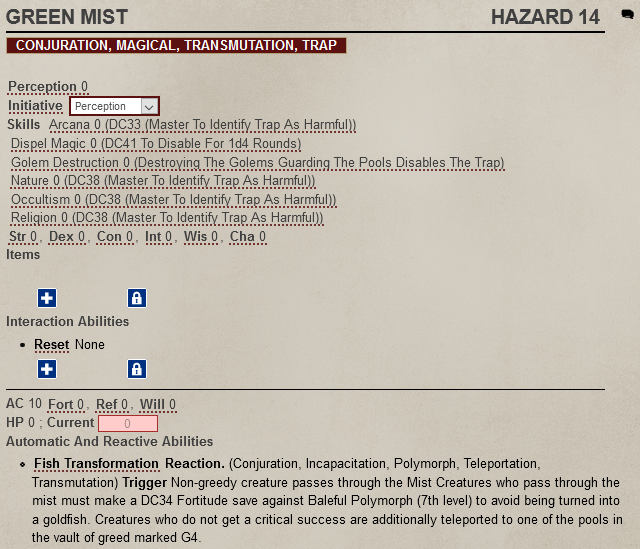 GREEN MIST HAZARD 14
CONJURATION, MAGICAL, TRANSMUTATION, TRAP
Perception 0
Initiative Perception
Skills Arcana 0 (DC33 (Master To Identify Trap As Harmful))
Dispel Magic 0 (DC41 To Disable For 1d4 Rounds)
Golem Destruction 0 (Destroying The Golems Guarding The Pools Disables The Trap)
Nature 0 (DC38 (Master To Identify Trap As Harmful))
Occultism 0 (DC38 (Master To Identify Trap As Harmful))
Religion 0 (DC38 (Master To Identify Trap As Harmful))
Str 0, Dex 0, Con 0, Int 0, Wis 0, Cha 0
Items
Interaction Abilities
Reset None
AC 10 Fort 0, Ref 0, Will 0
HP 0 ; Current 0
Automatic And Reactive Abilities
Fish Transformation Reaction. (Conjuration, Incapacitation, Polymorph, Teleportation,
Transmutation) Trigger Non-greedy creature passes through the Mist Creatures who pass through the
mist must make a DC34 Fortitude save against Baleful Polymorph (7th level) to avoid being turned into
a goldfish. Creatures who do not get a critical success are additionally teleported to one of the pools in
the vault of greed marked G4.